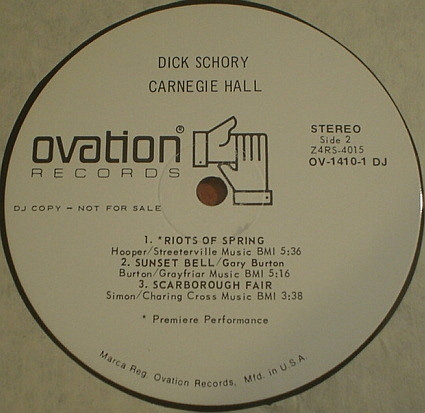 DICK SCHORY
CARNEGIE HALL
ovation®
RECORDS
STEREO
Side 2
Z4RS-4015
OV-1410-1 DJ
DJ COPY – NOT FOR SALE
1. *RIOTS OF SPRING
Hooper/Streeterville Music BMI 5:36
2. SUNSET BELL/Gary Burton
Burton/Grayfriar Music BMI 5:16
3. SCARBOROUGH FAIR
Simon/Charing Cross Music BMI 3:38
* Premiere Performance
Marca Reg. Ovation Records, Mfd. in U.S.A.